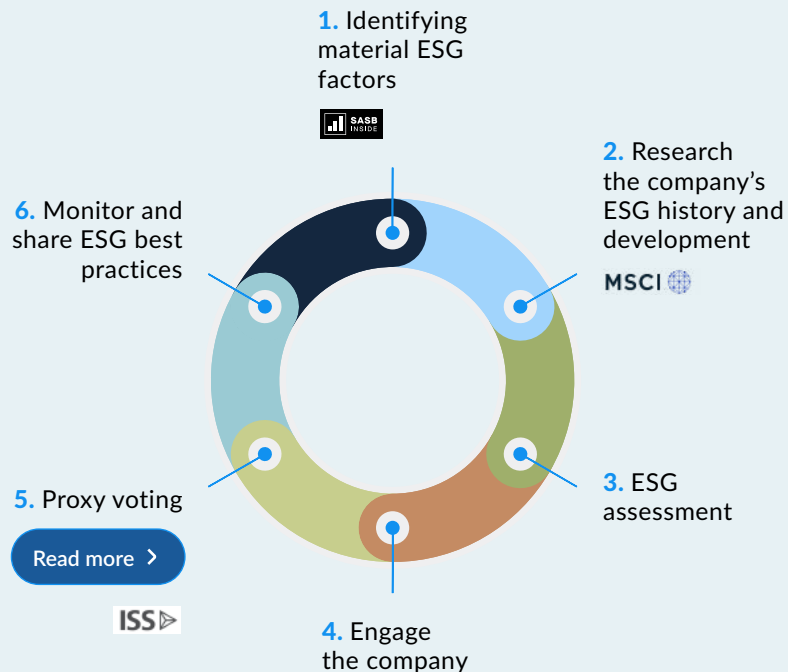 1. Identifying
material ESG
factors
SASB
INSIDE
2. Research
the company’s
ESG history and
development
MSCI
3. ESG
assessment
4. Engage
the company
5. Proxy voting
Read more
ISS
6. Monitor and
share ESG best
practices